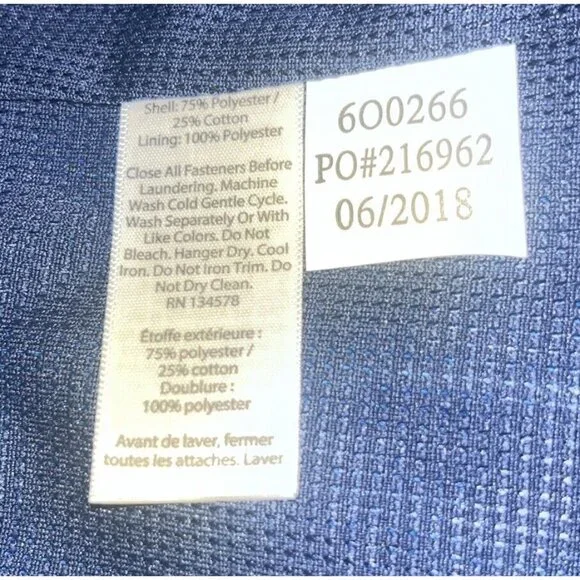 Shell: 75% Polyester /
25% Cotton
Lining: 100% Polyester
Close All Fasteners Before
Laundering. Machine
Wash Cold Gentle Cycle.
Wash Separately Or With
Like Colors. Do Not
Bleach. Hanger Dry. Cool
Iron. Do Not Iron Trim. Do
Not Dry Clean.
RN 134578
Étoffe extérieure :
75% polyester /
25% cotton
Doublure :
100% polyester
Avant de laver, fermer
toutes les attaches. Laver
6O0266
PO#216962
06/2018